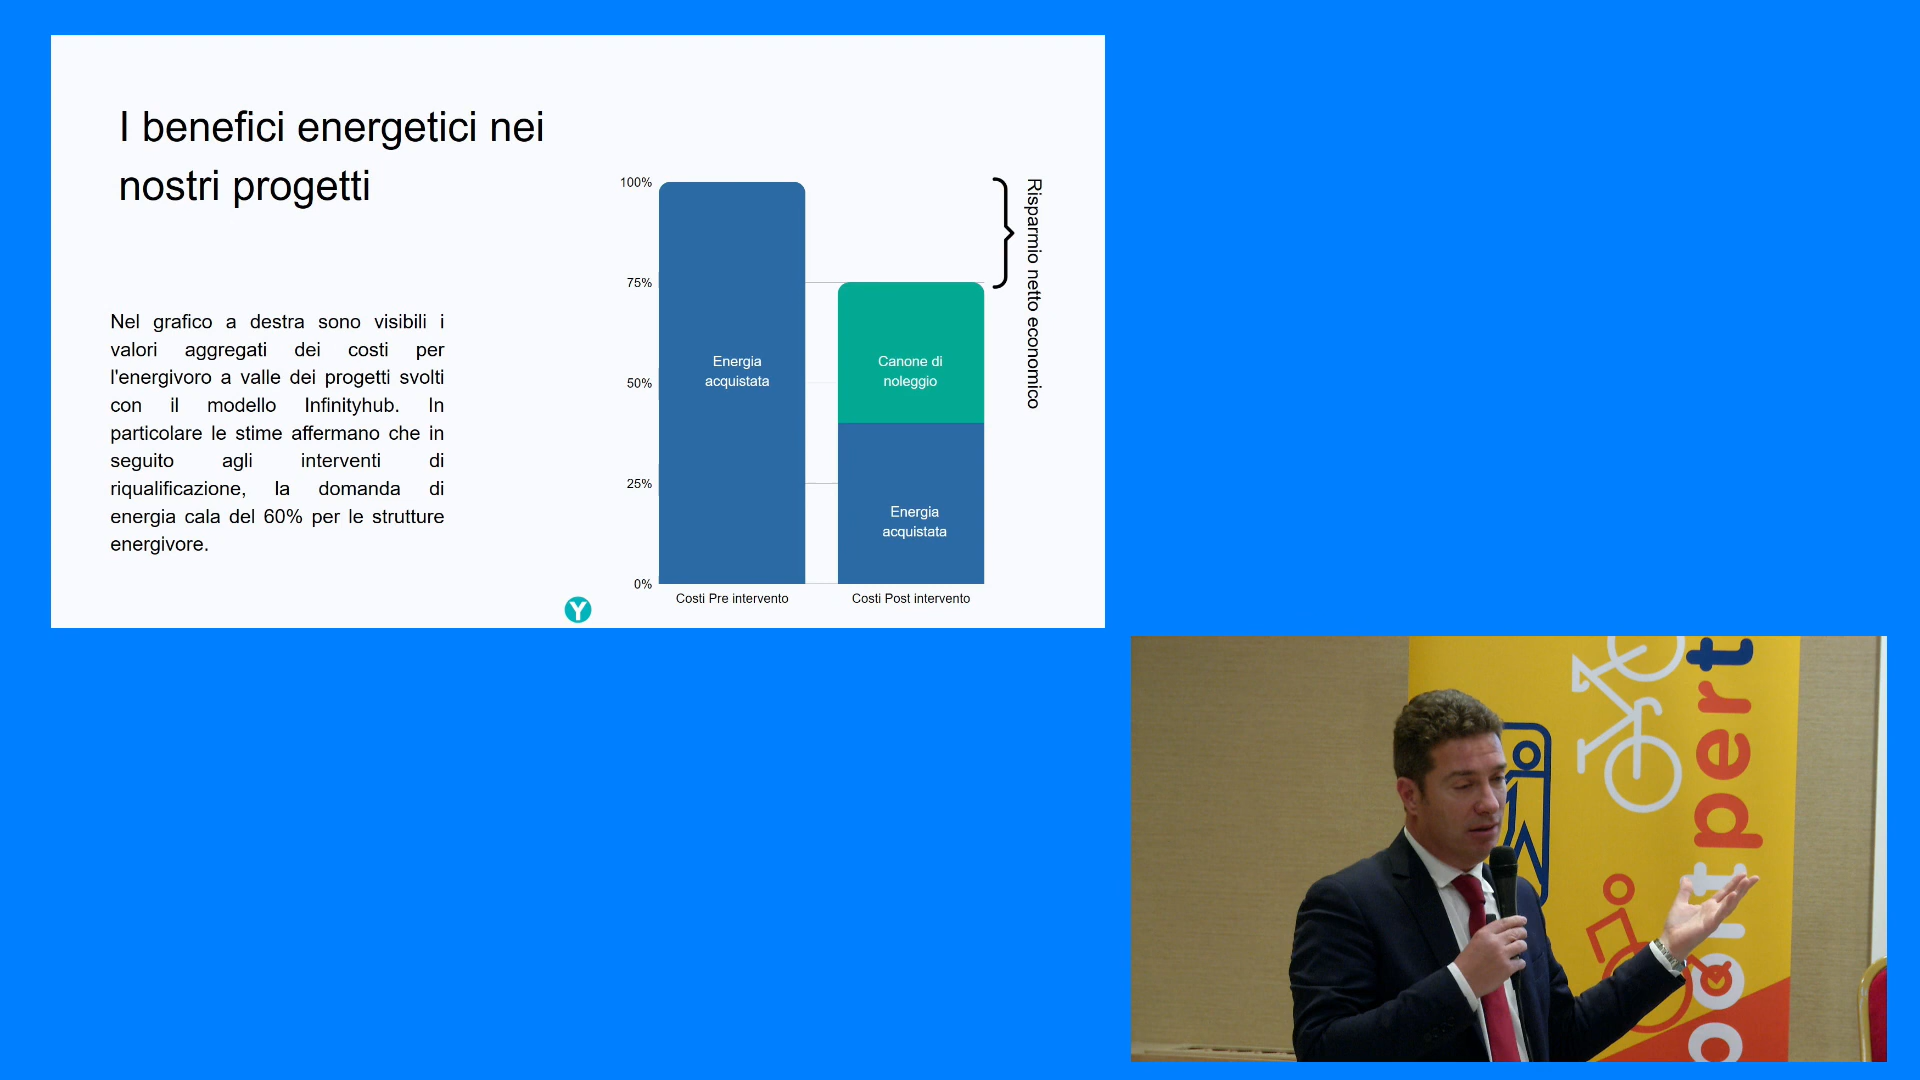 I benefici energetici nei
nostri progetti
Nel grafico a destra sono visibili i
valori aggregati dei costi per
l'energivoro a valle dei progetti svolti
con il modello Infinityhub. In
particolare le stime affermano che in
seguito agli interventi di
riqualificazione, la domanda di
energia cala del 60% per le strutture
energivore.
100%
75%
50%
25%
0%
Energia
acquistata
Canone di
noleggio
Energia
acquistata
Costi Pre intervento
Costi Post intervento
Risparmio netto economico
Y